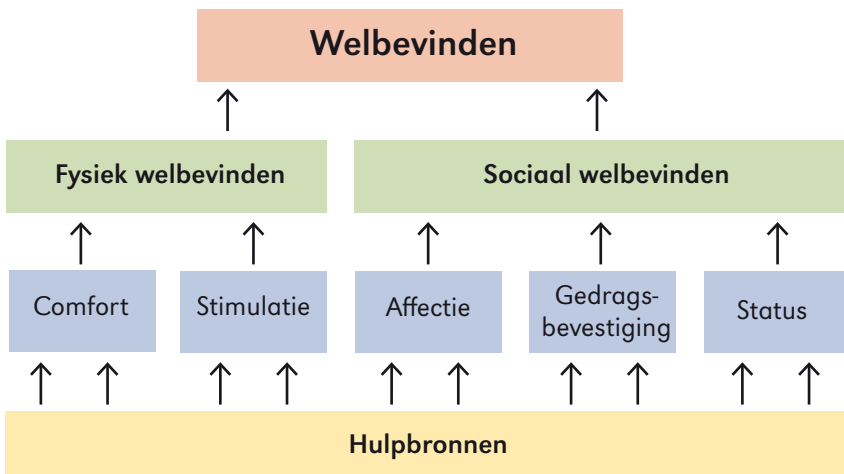 Welbevinden
Fysiek welbevinden
Sociaal welbevinden
Comfort
Stimulatie
Affectie
Gedrags-
bevestiging
Status
Hulpbronnen